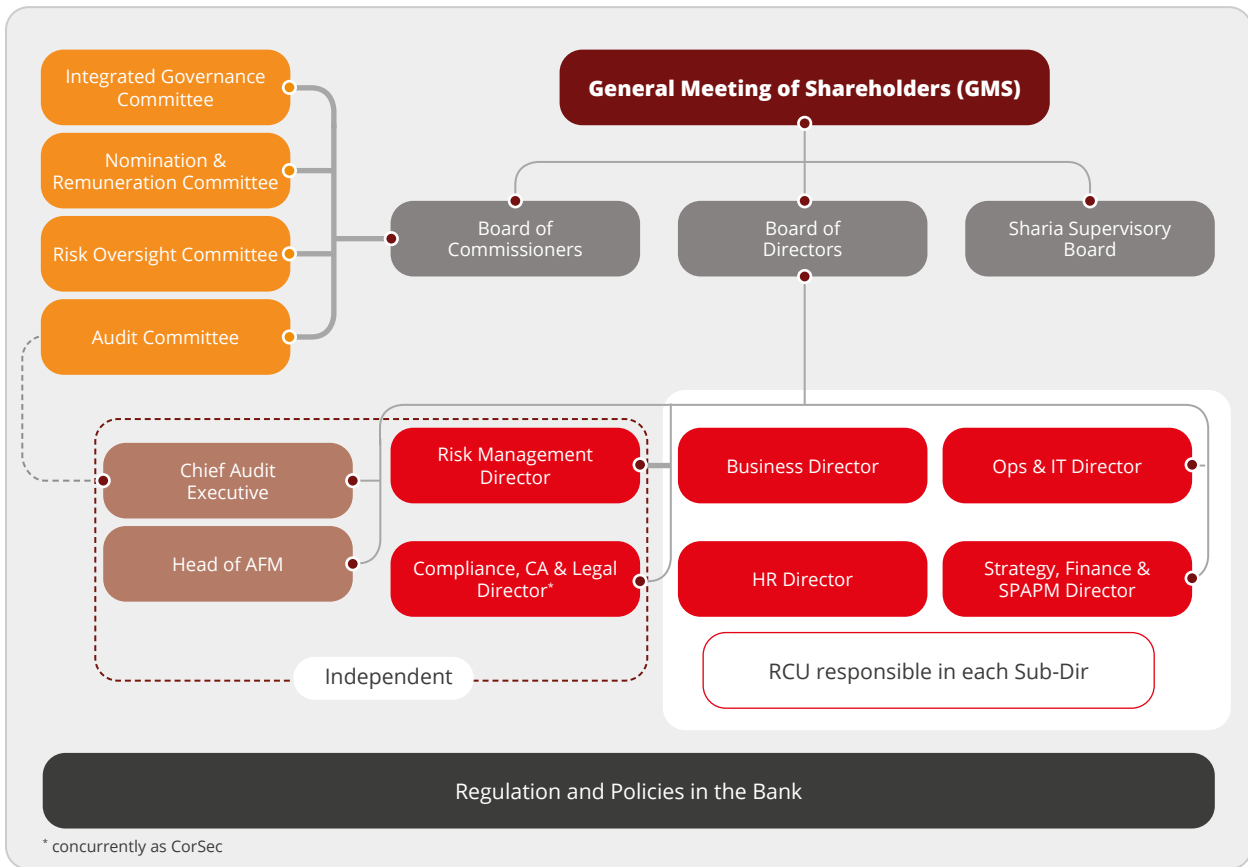 Integrated Governance
Committee
General Meeting of Shareholders (GMS)
Nomination &
Remuneration Committee
Risk Oversight Committee
Audit Committee
Board of
Commissioners
Board of
Directors
Sharia Supervisory
Board
Chief Audit
Executive
Head of AFM
Risk Management
Director
Compliance, CA & Legal
Director*
Independent
Business Director
Ops & IT Director
HR Director
Strategy, Finance &
SPAPM Director
RCU responsible in each Sub-Dir
Regulation and Policies in the Bank
* concurrently as CorSec